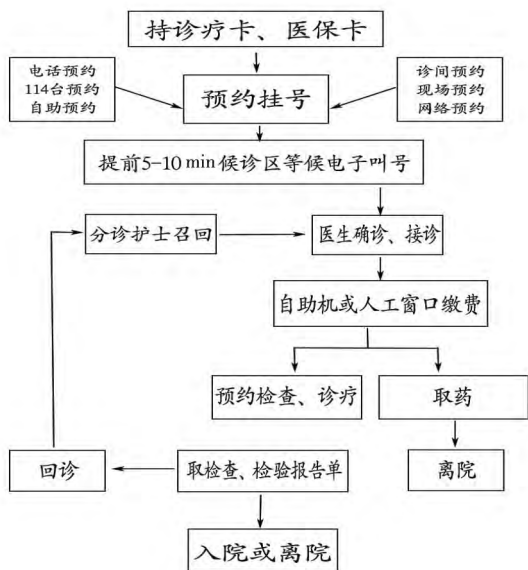 持诊疗卡、医保卡
电话预约
114台预约
自助预约
预约挂号
诊间预约
现场预约
网络预约
提前5-10 min 候诊区等候电子叫号
分诊护士召回
医生确诊、接诊
自助机或人工窗口缴费
预约检查、诊疗
取药
回诊
取检查、检验报告单
离院
入院或离院